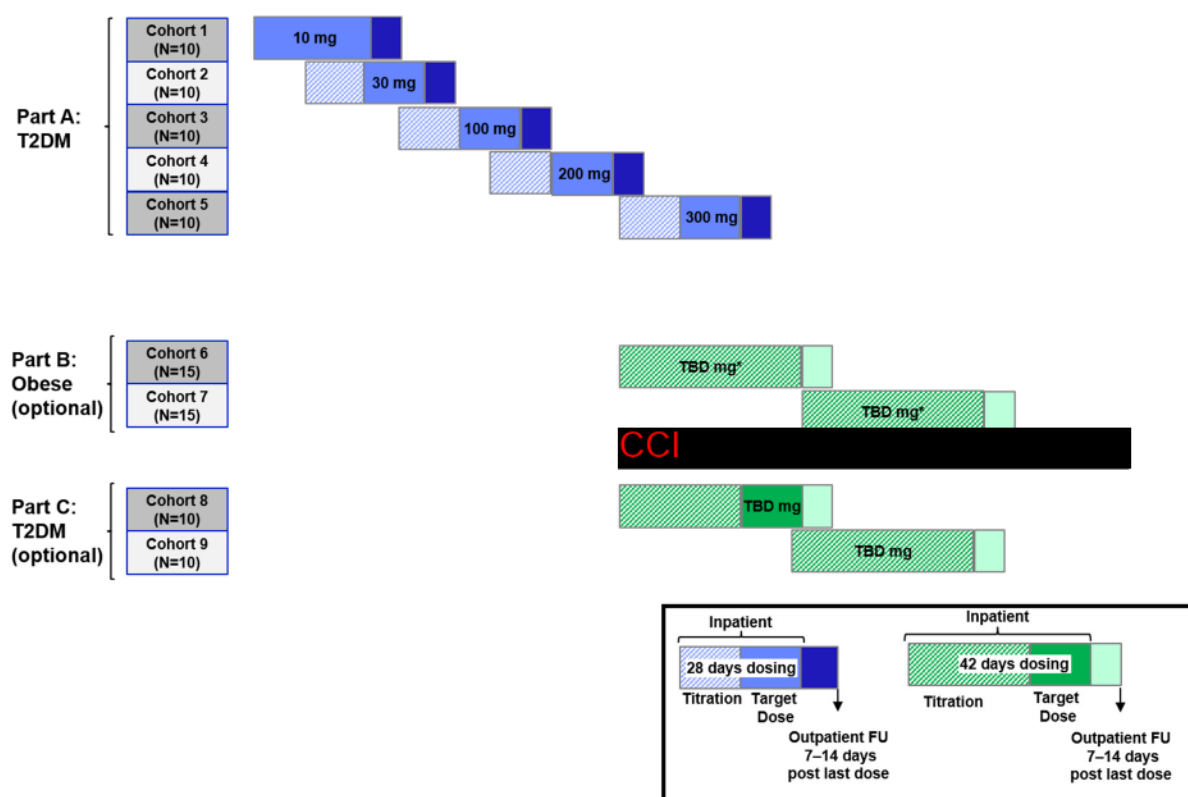 Part A:
T2DM
Cohort 1
(N=10)
Cohort 2
(N=10)
Cohort 3
(N=10)
Cohort 4
(N=10)
Cohort 5
(N=10)
10 mg
30 mg
100 mg
200 mg
300 mg
Part B:
Obese
(optional)
Cohort 6
(N=15)
Cohort 7
(N=15)
TBD mg*
TBD mg*
CCI
Part C:
T2DM
(optional)
Cohort 8
(N=10)
Cohort 9
(N=10)
TBD mg
TBD mg
Inpatient
28 days dosing
Titration
Target
Dose
Outpatient FU
7–14 days
post last dose
Inpatient
42 days dosing
Titration
Target
Dose
Outpatient FU
7–14 days
post last dose